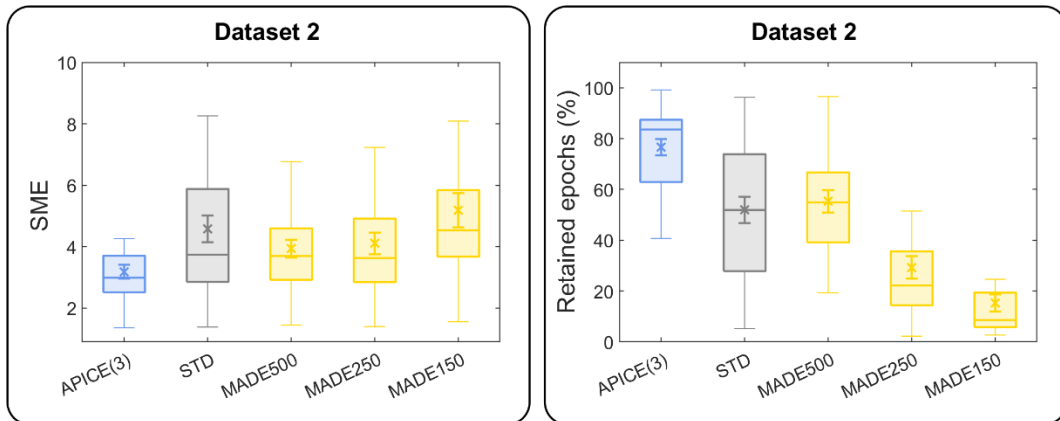 Dataset 2
10
8
6
4
2
SME
APICE(3)
STD
MADE500
MADE250
MADE150
Dataset 2
100
80
60
40
20
0
Retained epochs (%)
APICE(3)
STD
MADE500
MADE250
MADE150